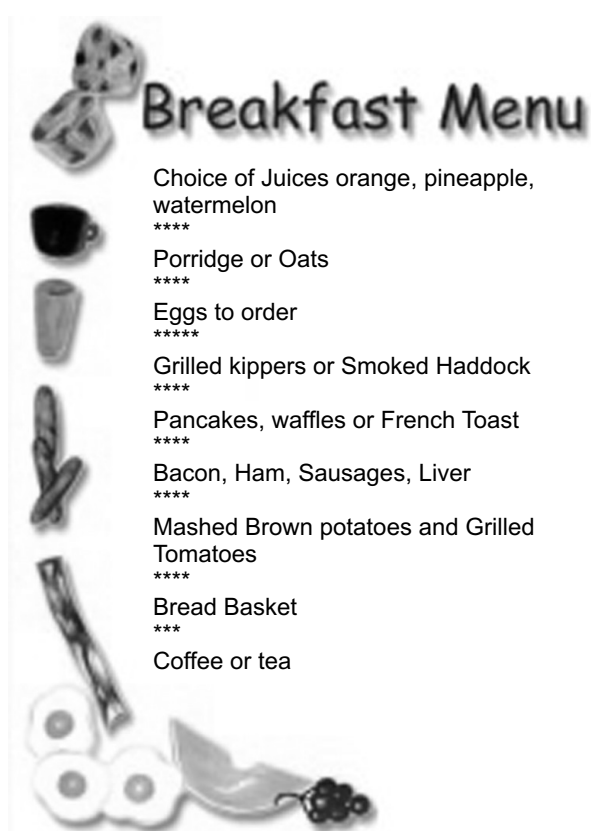 Breakfast Menu
Choice of Juices orange, pineapple,
watermelon
****
Porridge or Oats
****
Eggs to order
*****
Grilled kippers or Smoked Haddock
****
Pancakes, waffles or French Toast
****
Bacon, Ham, Sausages, Liver
****
Mashed Brown potatoes and Grilled
Tomatoes
****
Bread Basket
***
Coffee or tea